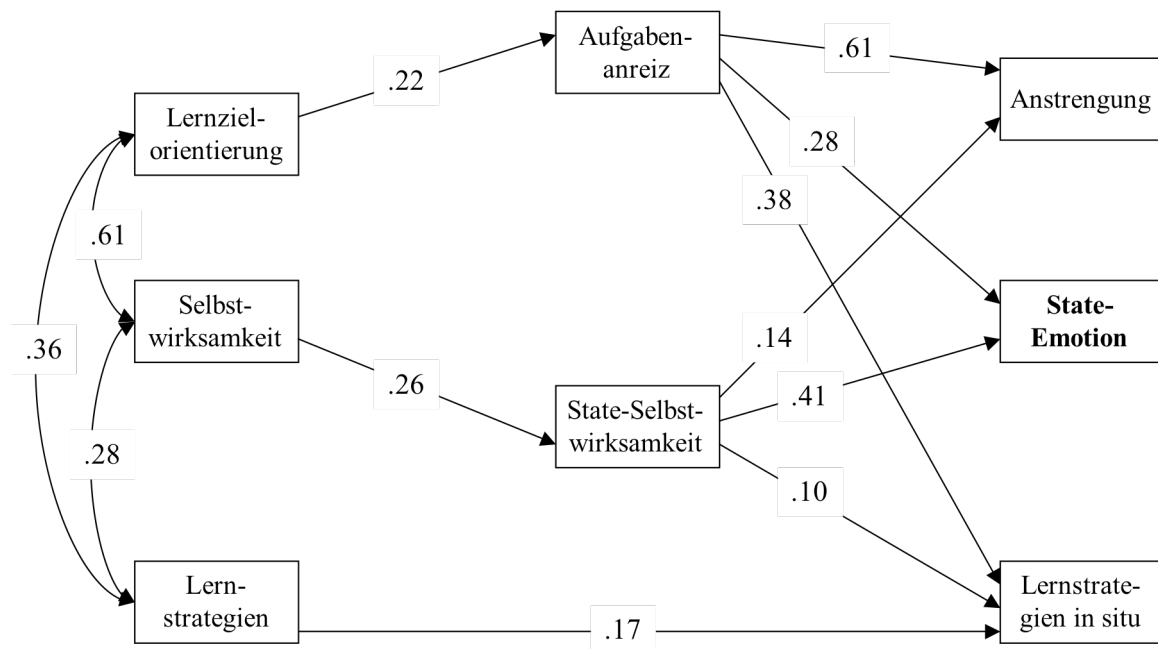 Aufgaben-
anreiz
.61
Anstrengung
.22
Lernziel-
orientierung
.28
.38
.61
Selbst-
wirksamkeit
State-
Emotion
.36
.14
.26
.41
State-Selbst-
wirksamkeit
.28
.10
Lern-
strategien
.17
Lernstrate-
gien in situ